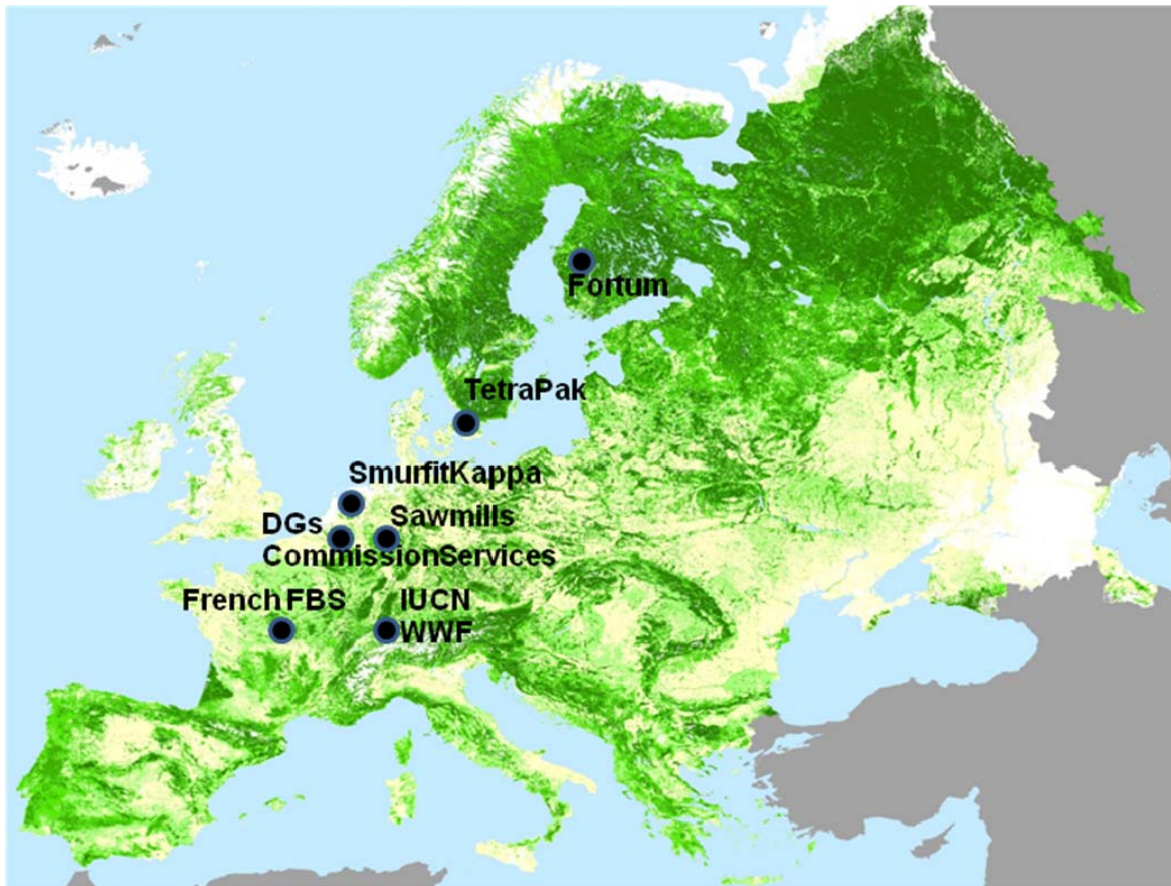 Fortum
TetraPak
SmurfitKappa
DGs
Sawmills
CommissionServices
French FBS
IUCN
WWF